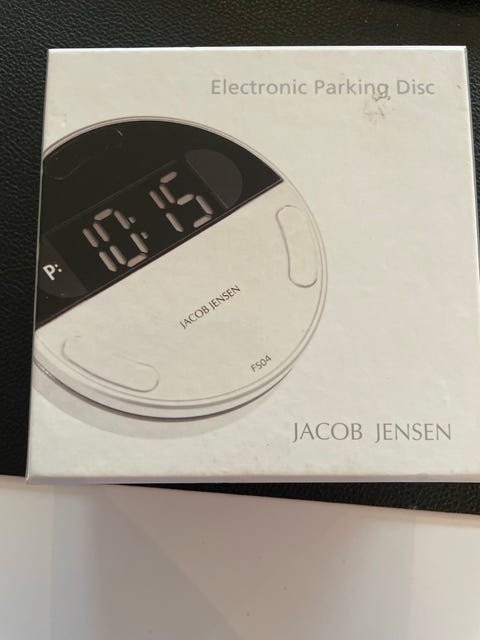 Electronic Parking Disc
P: 10:15
JACOB JENSEN
FS04
JACOB JENSEN